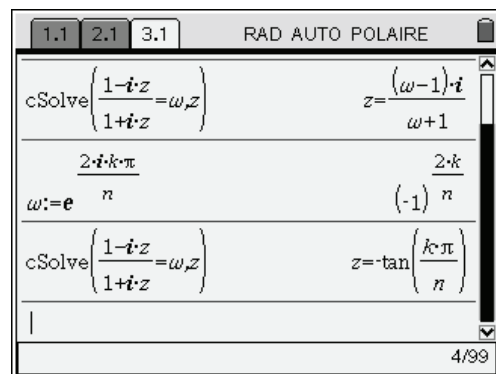 1.1 2.1 3.1 RAD AUTO POLAIRE
cSolve((1-i·z)/(1+i·z)=ω,z) z=((ω-1)·i)/(ω+1)
ω:=e^((2·i·k·π)/n) (-1)^((2·k)/n)
cSolve((1-i·z)/(1+i·z)=ω,z) z=-tan((k·π)/n)
4/99